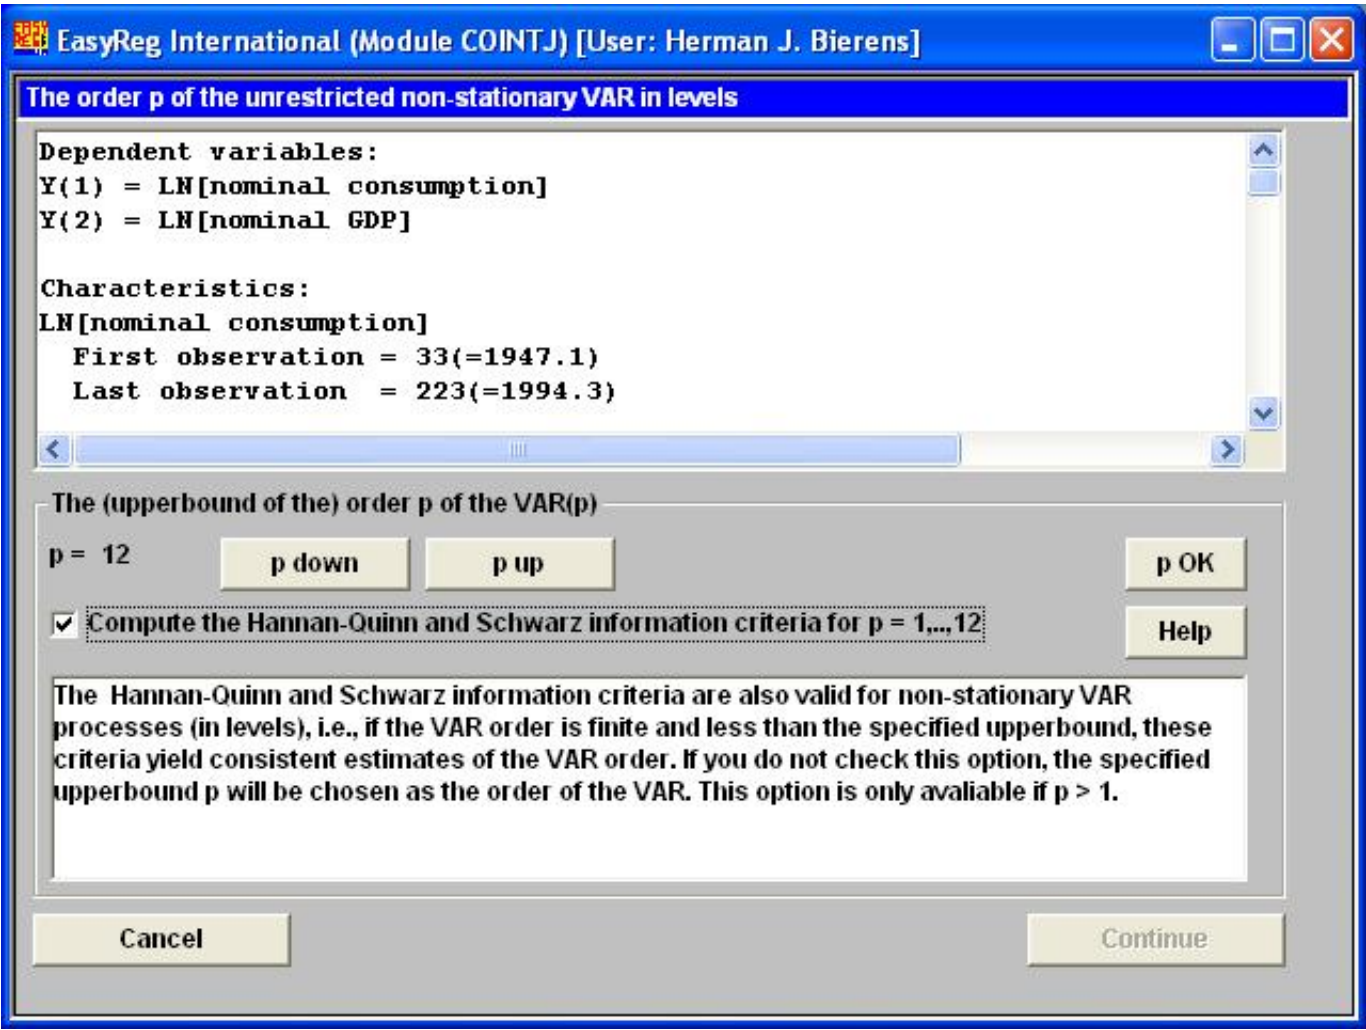 EasyReg International (Module COINTJ) [User: Herman J. Bierens]
The order p of the unrestricted non-stationary VAR in levels
Dependent variables:
Y(1) = LN[nominal consumption]
Y(2) = LN[nominal GDP]
Characteristics:
LN[nominal consumption]
First observation = 33(=1947.1)
Last observation = 223(=1994.3)
The (upperbound of the) order p of the VAR(p)
p = 12
p down
p up
p OK
Compute the Hannan-Quinn and Schwarz information criteria for p = 1,..,12
Help
The Hannan-Quinn and Schwarz information criteria are also valid for non-stationary VAR
processes (in levels), i.e., if the VAR order is finite and less than the specified upperbound, these
criteria yield consistent estimates of the VAR order. If you do not check this option, the specified
upperbound p will be chosen as the order of the VAR. This option is only avaliable if p > 1.
Cancel
Continue